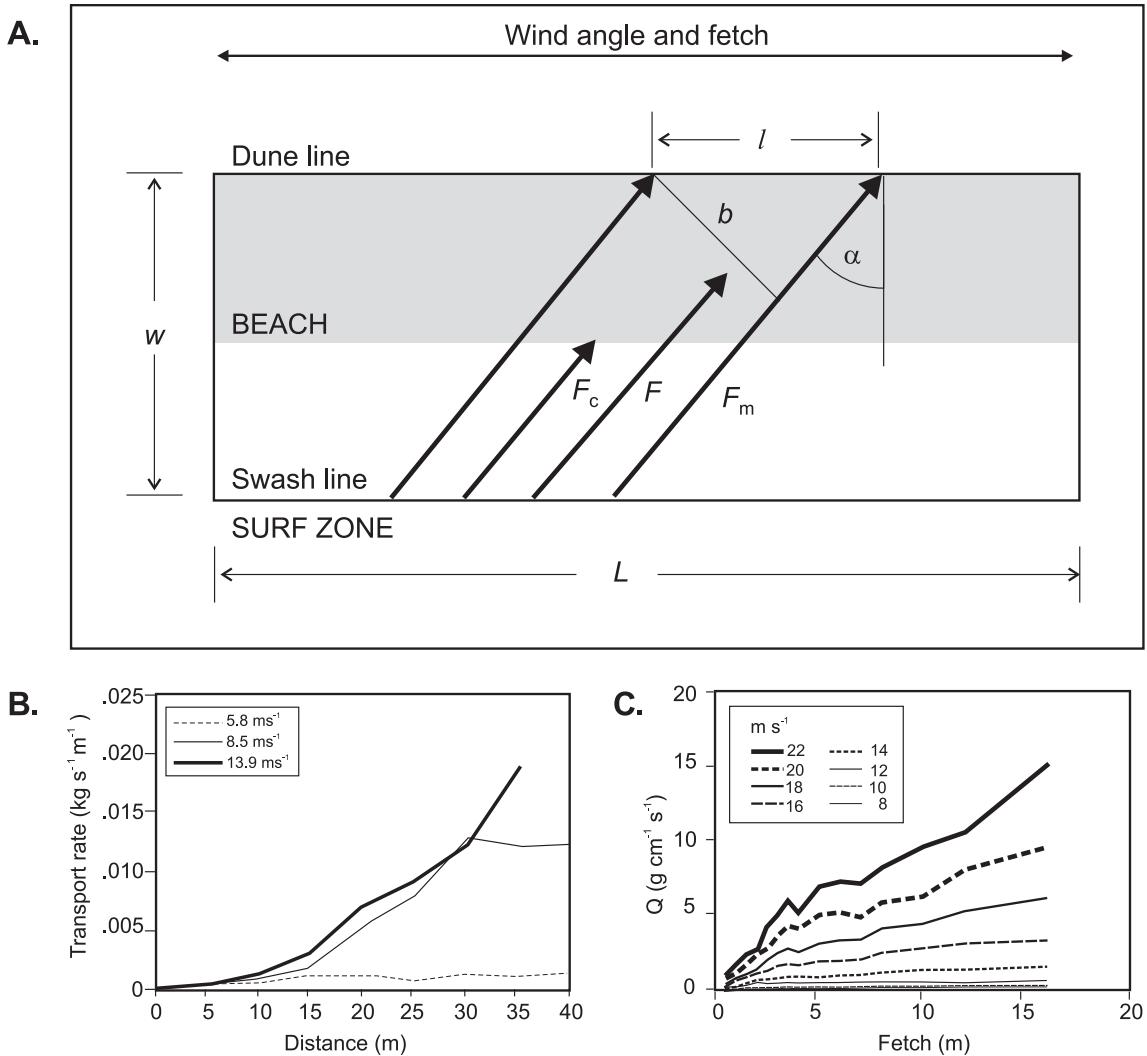 A.
Wind angle and fetch
l
Dune line
b
α
w
BEACH
F_c
F
F_m
Swash line
SURF ZONE
L
B.
Transport rate (kg s⁻¹ m⁻¹)
.025
.020
.015
.010
.005
0
5.8 ms⁻¹
8.5 ms⁻¹
13.9 ms⁻¹
0 5 10 15 20 25 30 35 40
Distance (m)
C.
Q (g cm⁻¹ s⁻¹)
20
15
10
5
0
m s⁻¹
22 14
20 12
18 10
16 8
0 5 10 15 20
Fetch (m)